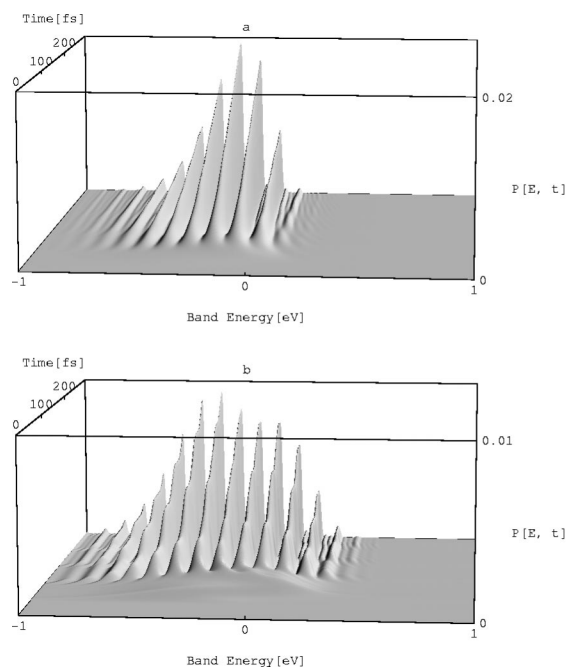 Time[fs]
a
200
100
0
0.02
P[E, t]
0
-1
0
1
Band Energy[eV]
Time[fs]
b
200
100
0
0.01
P[E, t]
0
-1
0
1
Band Energy[eV]